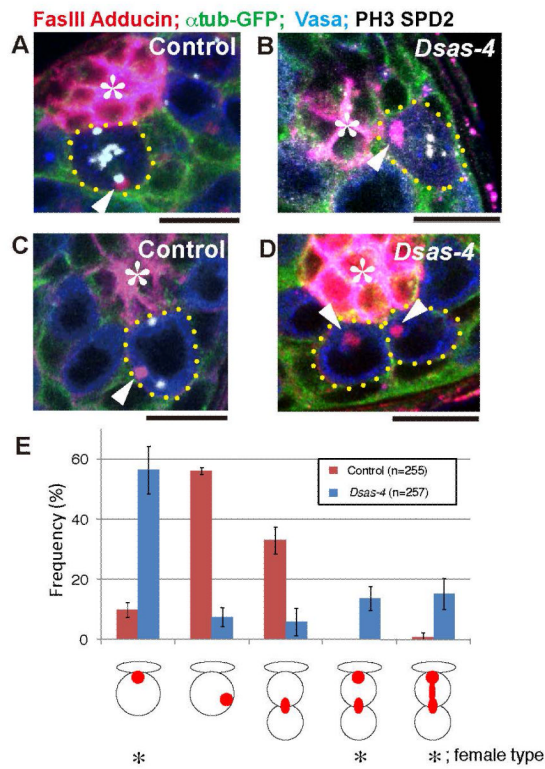 FasIII Adducin; αtub-GFP; Vasa; PH3 SPD2
A
Control
B
Dsas-4
*
*
C
Control
D
Dsas-4
*
*
E
Frequency (%)
60
40
20
0
Control (n=255)
Dsas-4 (n=257)
* * *; female type